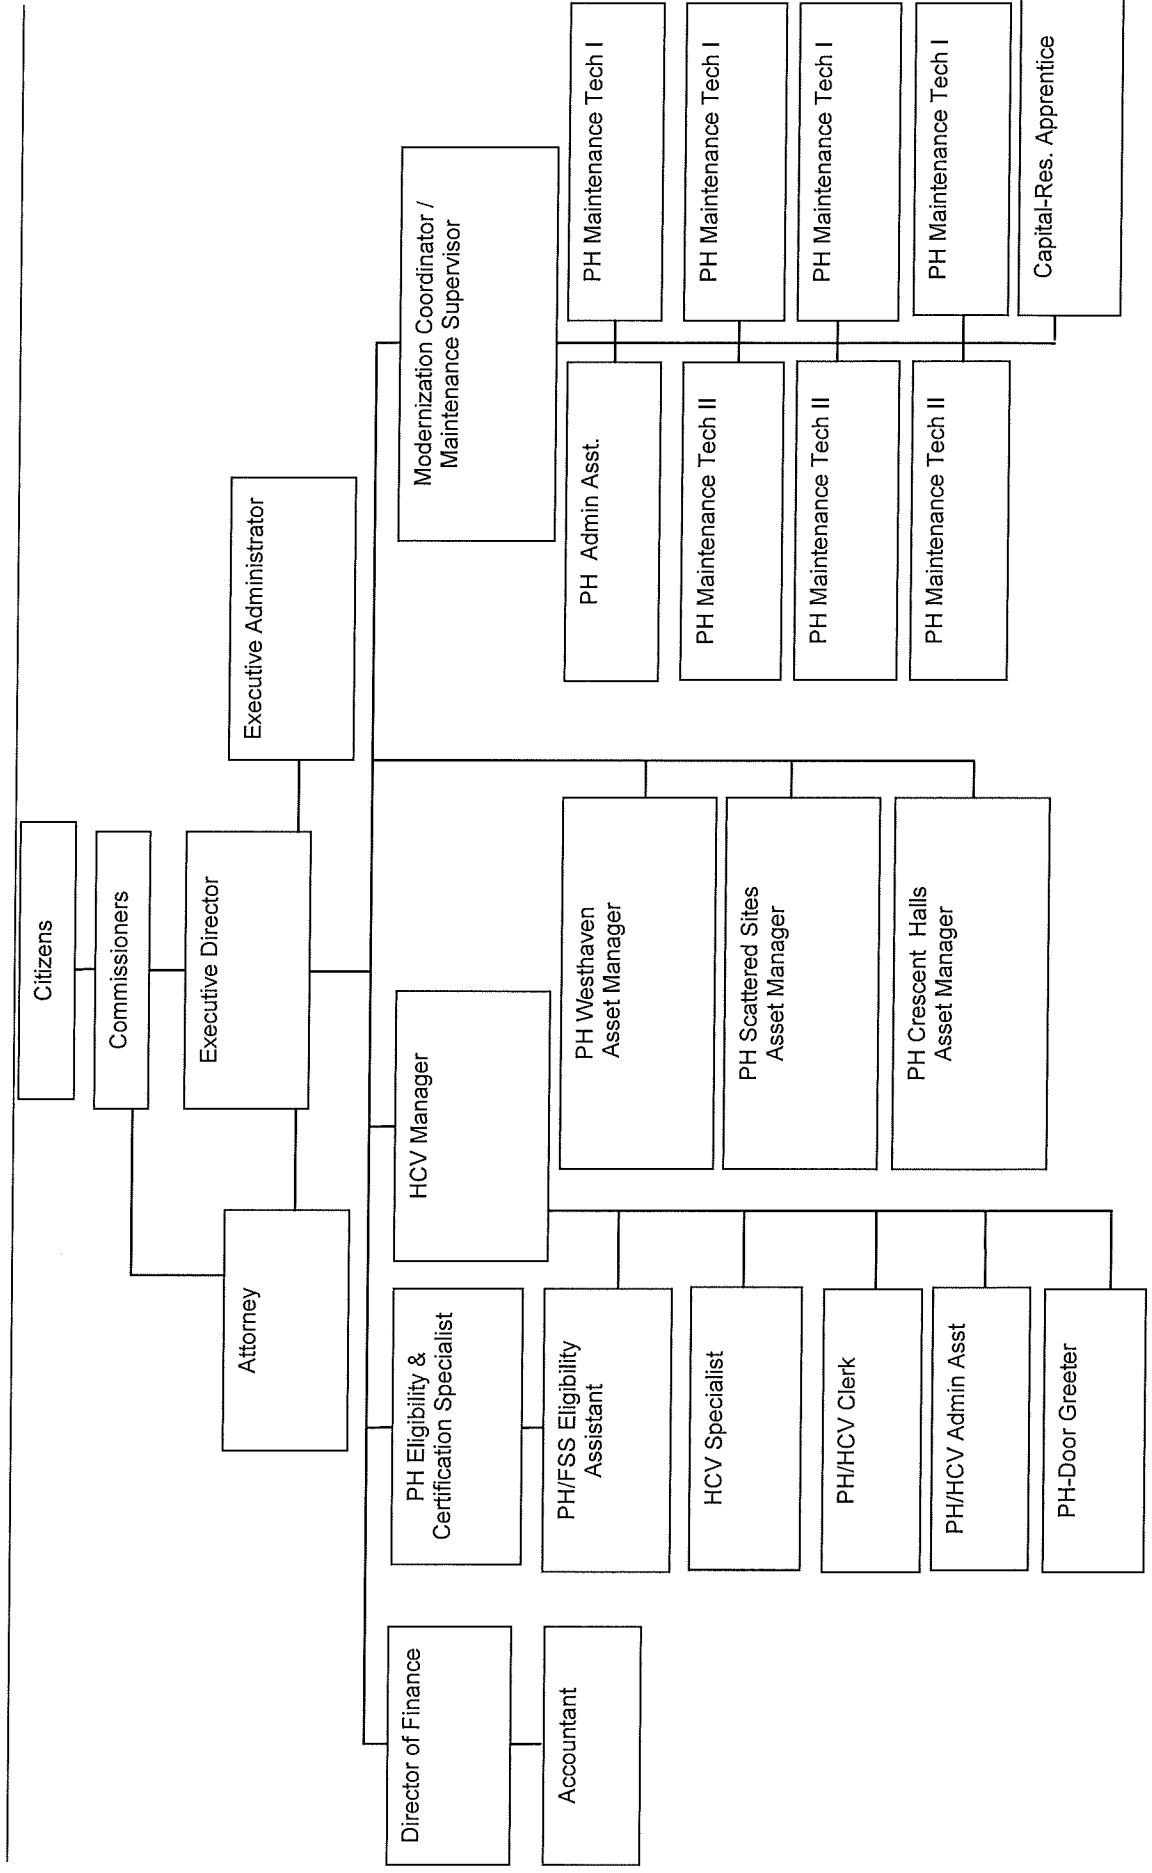 Citizens
Commissioners
Executive Director
Attorney
Executive Administrator
Director of Finance
Accountant
PH Eligibility &
Certification Specialist
PH/FSS Eligibility
Assistant
HCV Manager
HCV Specialist
PH/HCV Clerk
PH/HCV Admin Asst
PH-Door Greeter
PH Westhaven
Asset Manager
PH Scattered Sites
Asset Manager
PH Crescent Halls
Asset Manager
Modernization Coordinator /
Maintenance Supervisor
PH Admin Asst.
PH Maintenance Tech I
PH Maintenance Tech II
PH Maintenance Tech I
PH Maintenance Tech II
PH Maintenance Tech I
PH Maintenance Tech II
PH Maintenance Tech I
Capital-Res. Apprentice